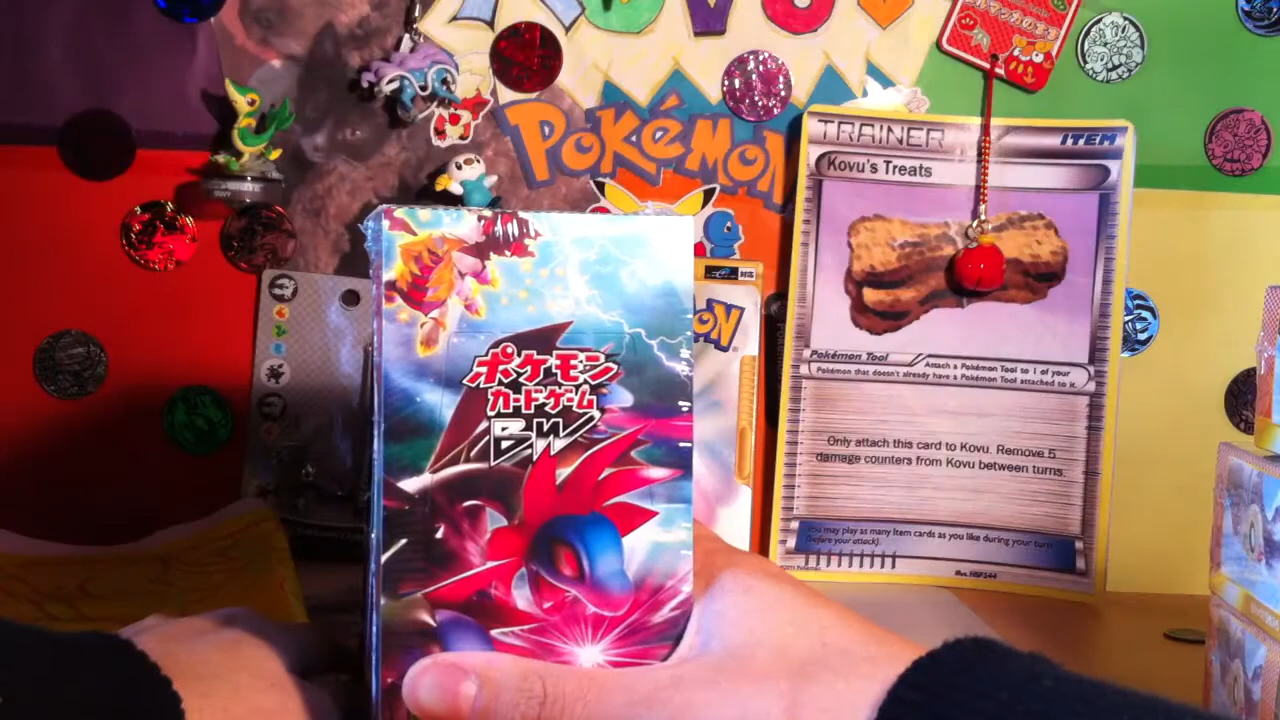 KOVU
POKÉMON
TRAINER
ITEM
Kovu's Treats
対応
ON
Pokémon Tool
Attach a Pokémon Tool to 1 of your
Pokémon that doesn't already have a Pokémon Tool attached to it.
ポケモン
カードゲーム
BW
Only attach this card to Kovu. Remove 5
damage counters from Kovu between turns.
You may play as many Item cards as you like during your turn
(before your attack).